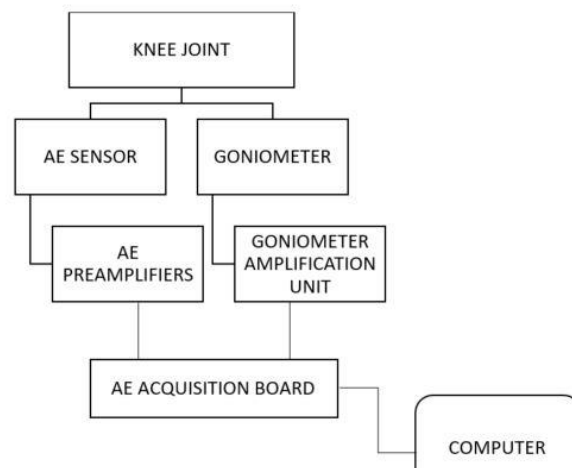 KNEE JOINT
AE SENSOR
GONIOMETER
AE
PREAMPLIFIERS
GONIOMETER
AMPLIFICATION
UNIT
AE ACQUISITION BOARD
COMPUTER